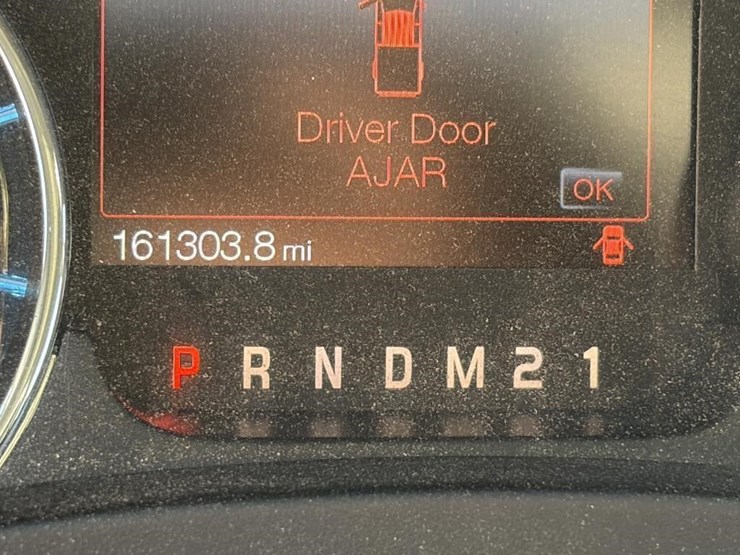 Driver Door
AJAR
OK
161303.8 mi
P R N D M 2 1